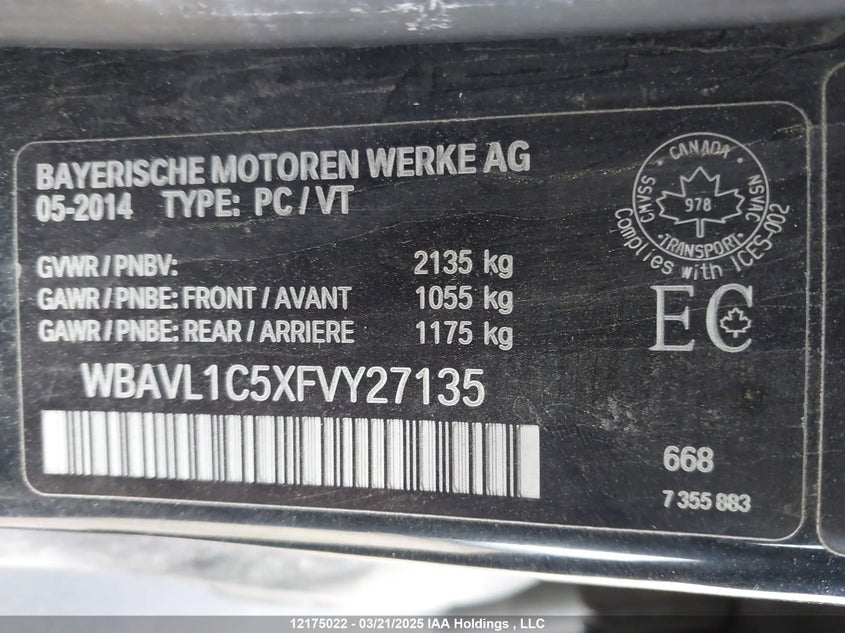 BAYERISCHE MOTOREN WERKE AG
05-2014 TYPE: PC / VT
GVWR / PNBV: 2135 kg
GAWR / PNBE: FRONT / AVANT 1055 kg
GAWR / PNBE: REAR / ARRIERE 1175 kg
WBAVL1C5XFVY27135
CANADA
CMVSS 978 NSVAC
TRANSPORT
Complies with ICES-002
EC
668
7 355 883
12175022 - 03/21/2025 IAA Holdings , LLC